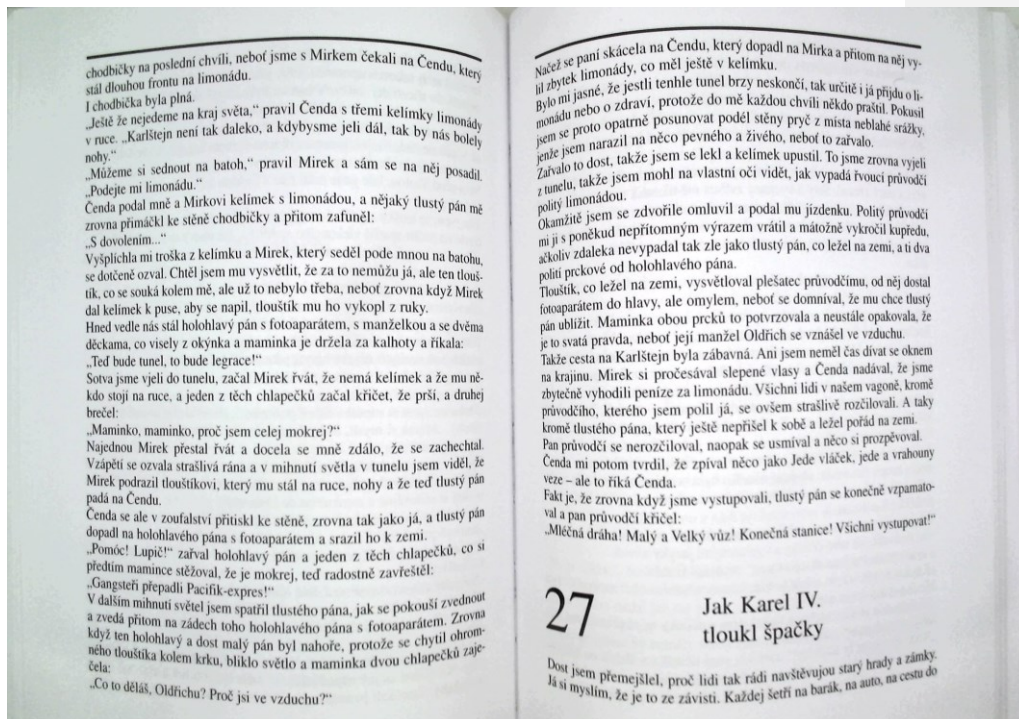 chodbičky na poslední chvíli, neboť jsme s Mirkem čekali na Čendu, který
stál dlouhou frontu na limonádu.
I chodbička byla plná.
„Ještě že nejedeme na kraj světa,“ pravil Čenda s třemi kelímky limonády
v ruce. „Karlštejn není tak daleko, a kdybysme jeli dál, tak by nás bolely
nohy.“
„Můžeme si sednout na batoh,“ pravil Mirek a sám se na něj posadil.
„Podejte mi limonádu.“
Čenda podal mně a Mirkovi kelímek s limonádou, a nějaký tlustý pán mě
zrovna přimáčkl ke stěně chodbičky a přitom zafuněl:
„S dovolením...“
Vyšplíchla mi troška z kelímku a Mirek, který seděl pode mnou na batohu,
se dotčeně ozval. Chtěl jsem mu vysvětlit, že za to nemůžu já, ale ten tlouš-
tík, co se souká kolem mě, ale už to nebylo třeba, neboť zrovna když Mirek
dal kelímek k puse, aby se napil, tlouštík mu ho vykopl z ruky.
Hned vedle nás stál holohlavý pán s fotoaparátem, s manželkou a se dvěma
děckama, co visely z okýnka a maminka je držela za kalhoty a říkala:
„Teď bude tunel, to bude legrace!“
Sotva jsme vjeli do tunelu, začal Mirek řvát, že nemá kelímek a že mu ně-
kdo stojí na ruce, a jeden z těch chlapečků začal křičet, že prší, a druhej
brečel:
„Maminko, maminko, proč jsem celej mokrej?“
Najednou Mirek přestal řvát a docela se mně zdálo, že se zachechtal.
Vzápětí se ozvala strašlivá rána a v mihnutí světla v tunelu jsem viděl, že
Mirek podrazil tlouštíkovi, který mu stál na ruce, nohy a že teď tlustý pán
padá na Čendu.
Čenda se ale v zoufalství přitiskl ke stěně, zrovna tak jako já, a tlustý pán
dopadl na holohlavého pána s fotoaparátem a srazil ho k zemi.
„Pomóc! Lupič!“ zařval holohlavý pán a jeden z těch chlapečků, co si
předtím mamince stěžoval, že je mokrej, teď radostně zavřeštěl:
„Gangsteři přepadli Pacifik-expres!“
V dalším mihnutí světel jsem spatřil tlustého pána, jak se pokouší zvednout
a zvedá přitom na zádech toho holohlavého pána s fotoaparátem. Zrovna
když ten holohlavý a dost malý pán byl nahoře, protože se chytil ohrom-
ného tlouštíka kolem krku, bliklo světlo a maminka dvou chlapečků zaje-
čela:
„Co to děláš, Oldřichu? Proč jsi ve vzduchu?“
Načež se paní skácela na Čendu, který dopadl na Mirka a přitom na něj vy-
lil zbytek limonády, co měl ještě v kelímku.
Bylo mi jasné, že jestli tenhle tunel brzy neskončí, tak určitě i já přijdu o li-
monádu nebo o zdraví, protože do mě každou chvíli někdo praštil. Pokusil
jsem se proto opatrně posunovat podél stěny pryč z místa neblahé srážky,
jenže jsem narazil na něco pevného a živého, neboť to zařvalo.
Zařvalo to dost, takže jsem se lekl a kelímek upustil. To jsme zrovna vyjeli
z tunelu, takže jsem mohl na vlastní oči vidět, jak vypadá řvoucí průvodčí
politý limonádou.
Okamžitě jsem se zdvořile omluvil a podal mu jízdenku. Politý průvodčí
mi ji s poněkud nepřítomným výrazem vrátil a mátožně vykročil kupředu,
ačkoliv zdaleka nevypadal tak zle jako tlustý pán, co ležel na zemi, a ti dva
politi prckové od holohlavého pána.
Tlouštík, co ležel na zemi, vysvětloval plešatec průvodčímu, od něj dostal
fotoaparátem do hlavy, ale omylem, neboť se domníval, že mu chce tlustý
pán ublížit. Maminka obou prcků to potvrzovala a neustále opakovala, že
je to svatá pravda, neboť její manžel Oldřich se vznášel ve vzduchu.
Takže cesta na Karlštejn byla zábavná. Ani jsem neměl čas dívat se oknem
na krajinu. Mirek si pročesával slepené vlasy a Čenda nadával, že jsme
zbytečně vyhodili peníze za limonádu. Všichni lidi v našem vagoně, kromě
průvodčího, kterého jsem polil já, se ovšem strašlivě rozčilovali. A taky
kromě tlustého pána, který ještě nepřišel k sobě a ležel pořád na zemi.
Pan průvodčí se nerozčiloval, naopak se usmíval a něco si prozpěvoval.
Čenda mi potom tvrdil, že zpíval něco jako Jede vláček, jede a vrahouny
veze – ale to říká Čenda.
Fakt je, že zrovna když jsme vystupovali, tlustý pán se konečně vzpamato-
val a pan průvodčí křičel:
„Mléčná dráha! Malý a Velký vůz! Konečná stanice! Všichni vystupovat!“
27
Jak Karel IV.
tloukl špačky
Dost jsem přemejšlel, proč lidi tak rádi navštěvujou starý hrady a zámky.
Já si myslím, že je to ze závisti. Každej šetří na barák, na auto, na cestu do